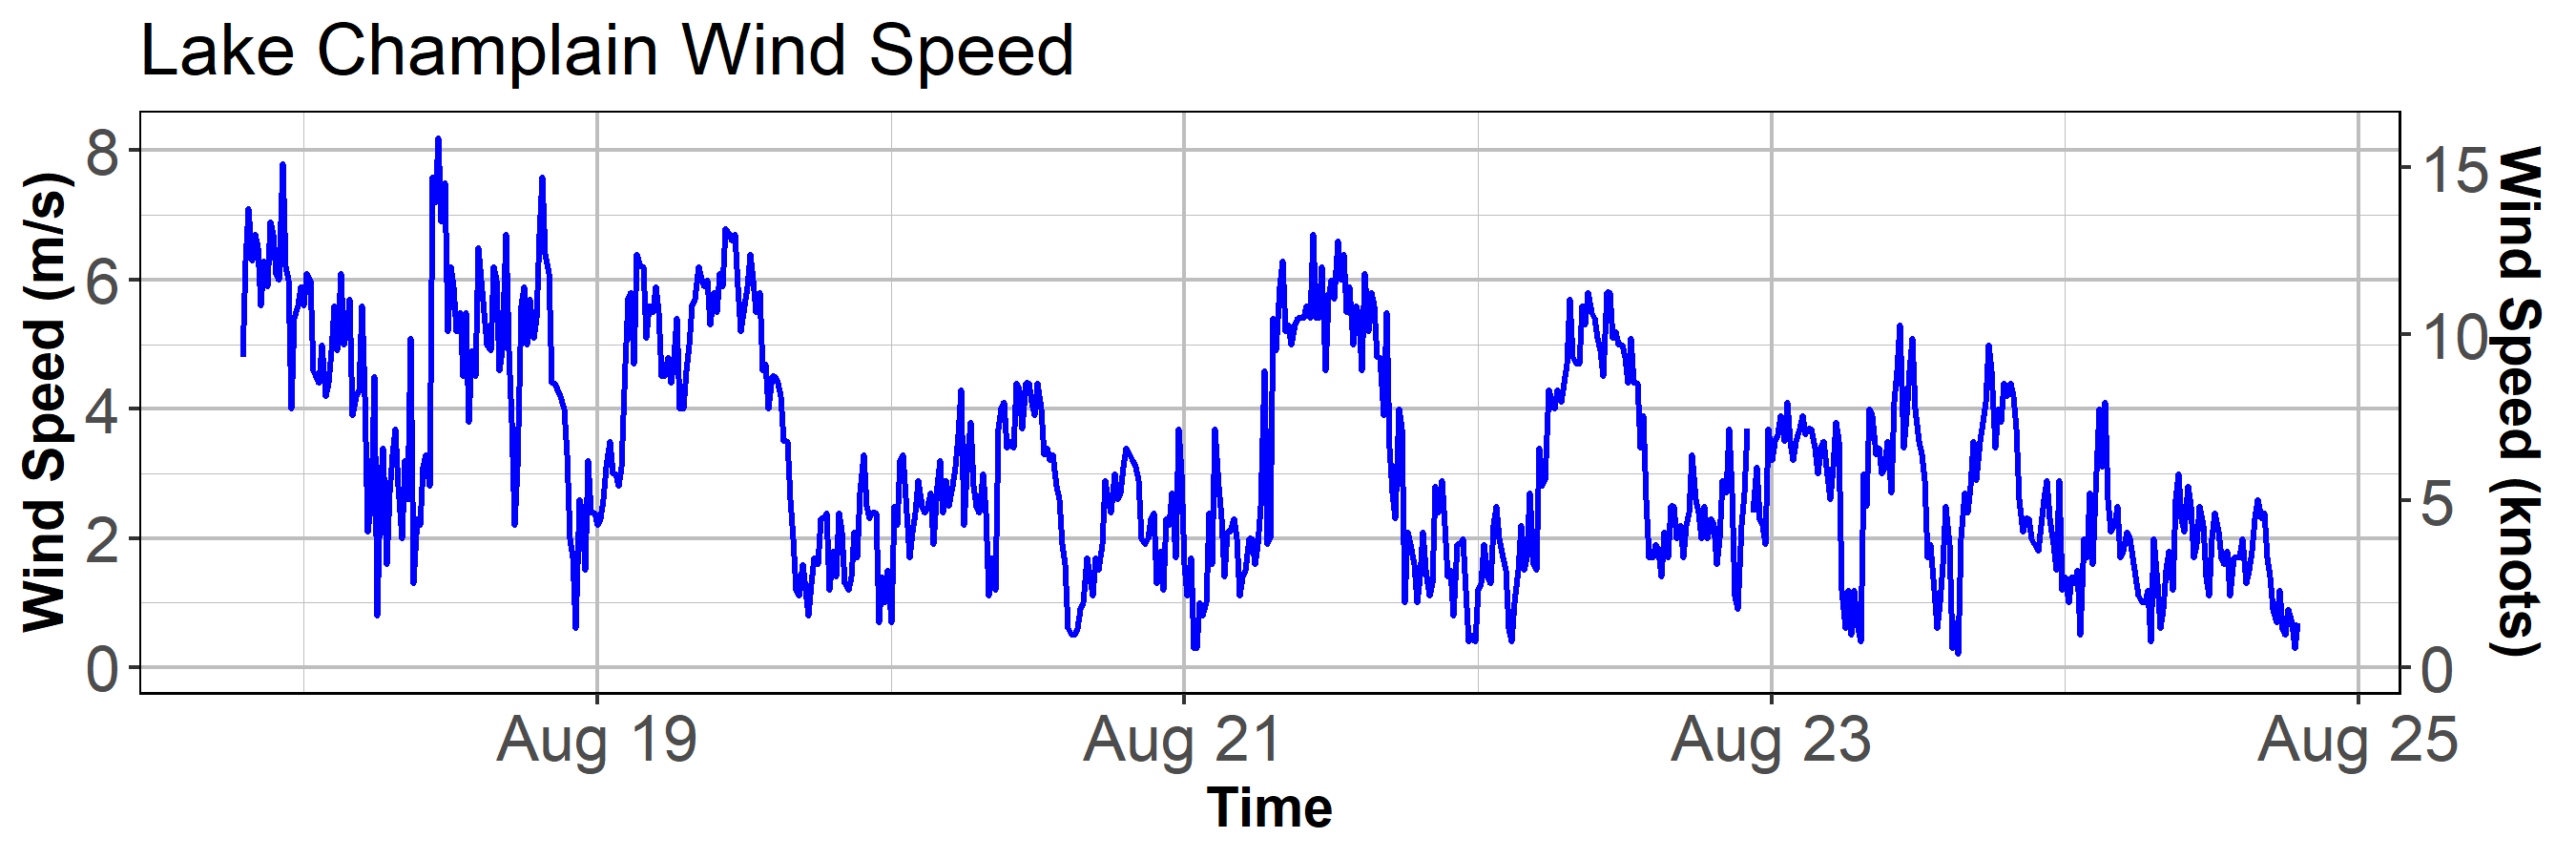 Lake Champlain Wind Speed
Wind Speed (m/s)
8
6
4
2
0
15
10
5
0
Wind Speed (knots)
Aug 19 Aug 21 Aug 23 Aug 25
Time